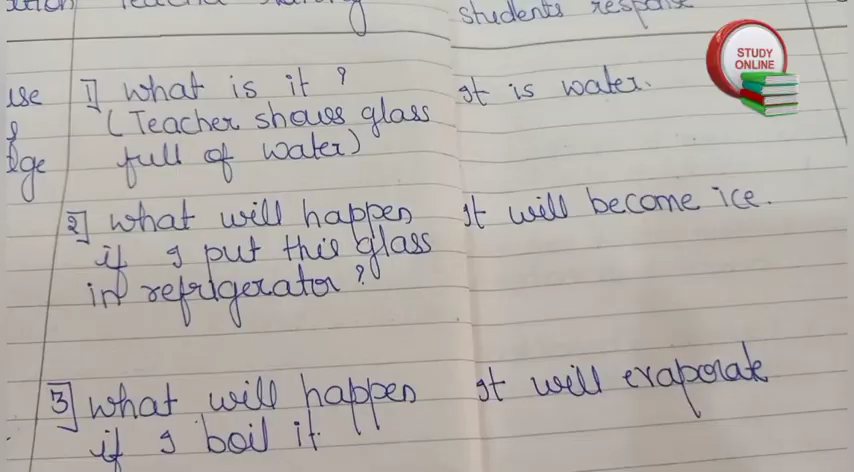 students response
STUDY
ONLINE
use 1] What is it ? It is water.
& (Teacher shows glass
full of water)
2] What will happen It will become ice.
if I put this glass
in refrigerator ?
3] What will happen It will evaporate
if I boil it.